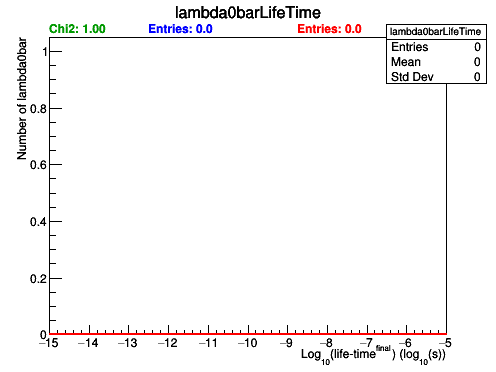 lambda0barLifeTime
Chi2: 1.00 Entries: 0.0 Entries: 0.0
lambda0barLifeTime
Entries 0
Mean 0
Std Dev 0
Number of lambda0bar
1
0.8
0.6
0.4
0.2
0
−15 −14 −13 −12 −11 −10 −9 −8 −7 −6 −5
Log10(life-time^final) (log10(s))